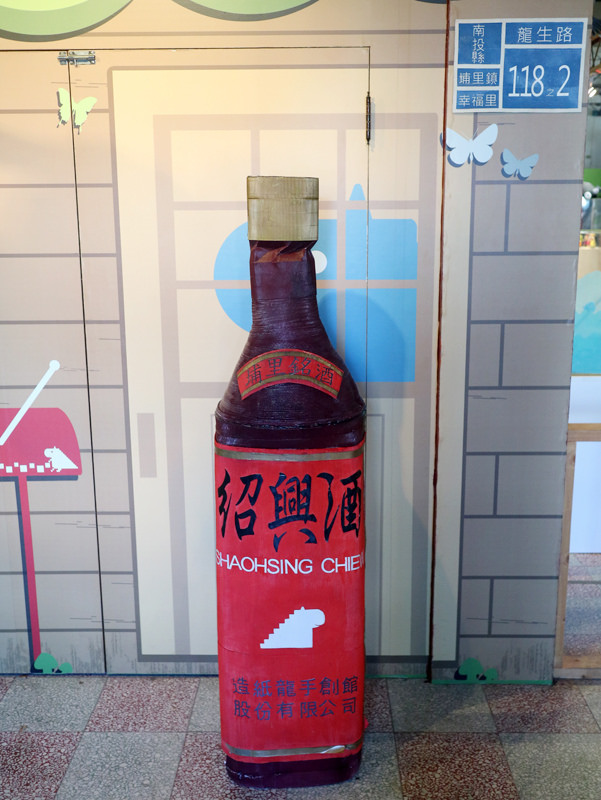 南投縣
埔里鎮
幸福里
龍生路
118之2
埔里銘酒
紹興酒
SHAOHSING CHIE
造紙龍手創館
股份有限公司